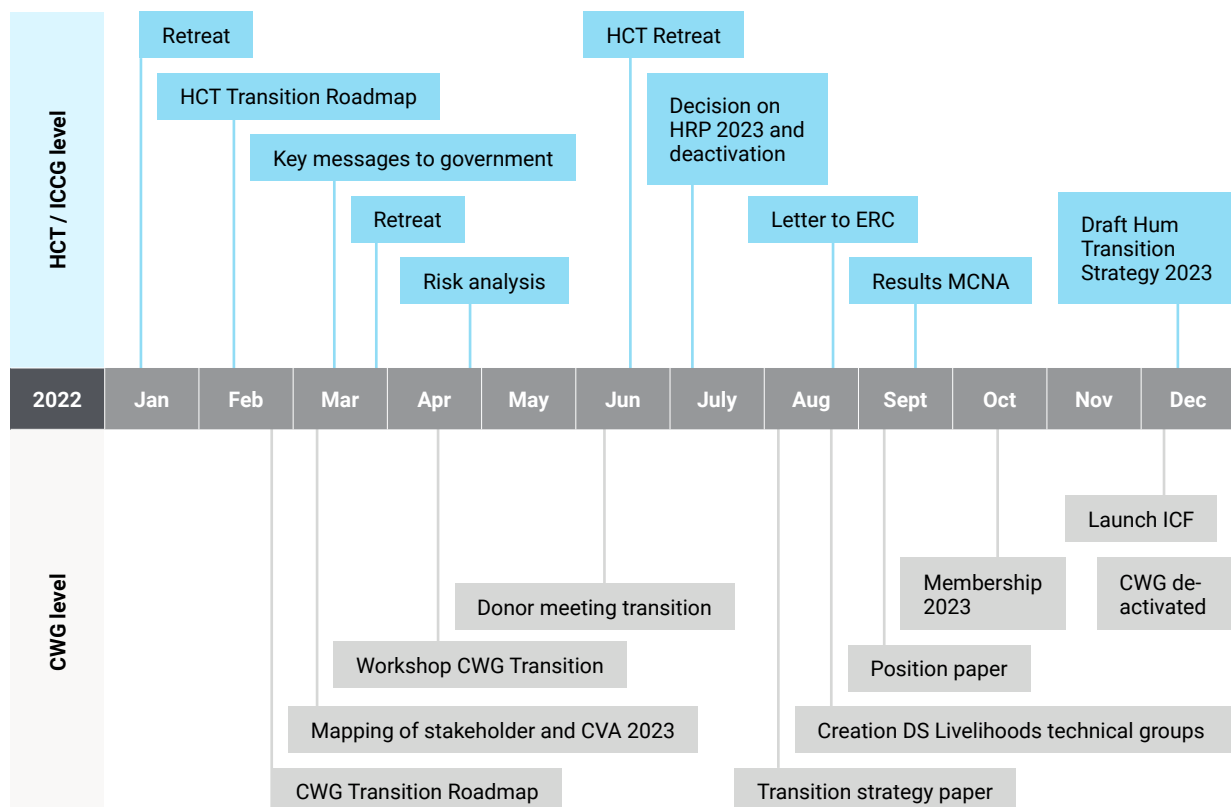 HCT / ICCG level
Retreat
HCT Retreat
HCT Transition Roadmap
Decision on
HRP 2023 and
deactivation
Key messages to government
Retreat
Letter to ERC
Draft Hum
Transition
Strategy 2023
Risk analysis
Results MCNA
2022
Jan
Feb
Mar
Apr
May
Jun
July
Aug
Sept
Oct
Nov
Dec
CWG level
Launch ICF
Donor meeting transition
Membership
2023
CWG de-
activated
Workshop CWG Transition
Position paper
Mapping of stakeholder and CVA 2023
Creation DS Livelihoods technical groups
CWG Transition Roadmap
Transition strategy paper